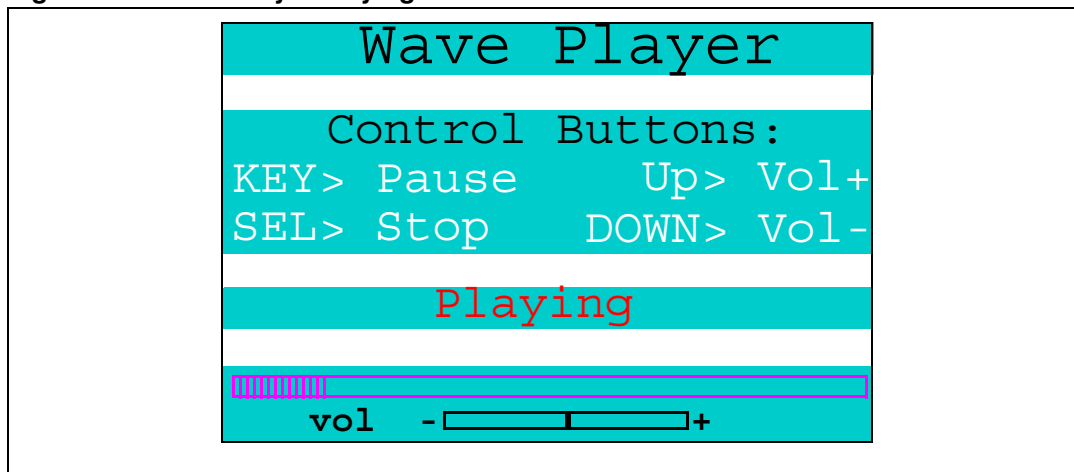 Wave Player
Control Buttons:
KEY> Pause Up> Vol+
SEL> Stop DOWN> Vol-
Playing
vol - +